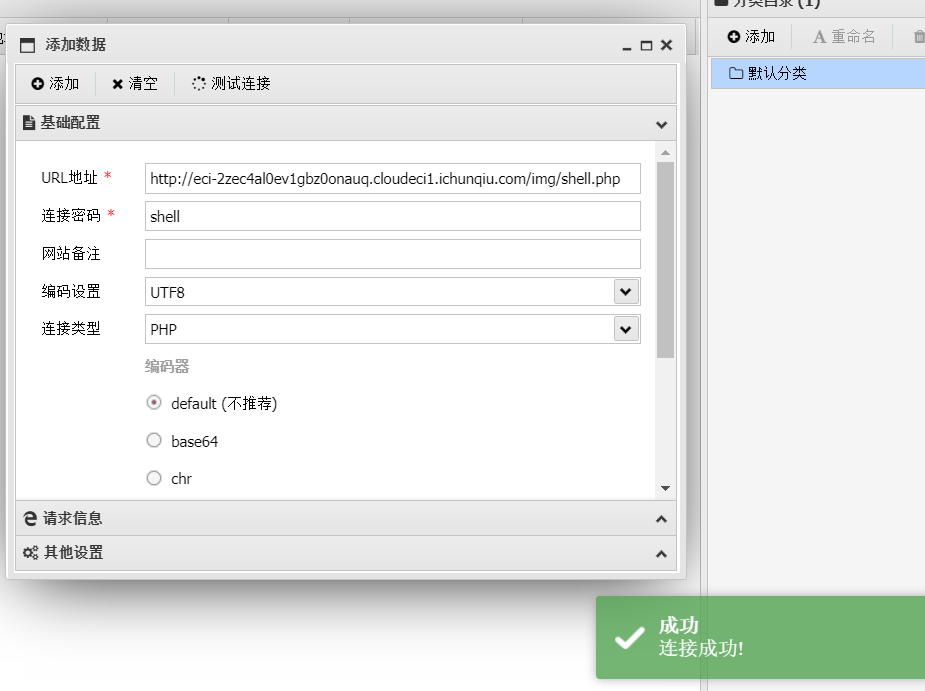 分类目录 (1)
添加数据
添加 重命名
添加 清空 测试连接
默认分类
基础配置
URL地址 *
http://eci-2zec4al0ev1gbz0onauq.cloudeci1.ichunqiu.com/img/shell.php
连接密码 *
shell
网站备注
编码设置
UTF8
连接类型
PHP
编码器
default (不推荐)
base64
chr
请求信息
其他设置
成功
连接成功!